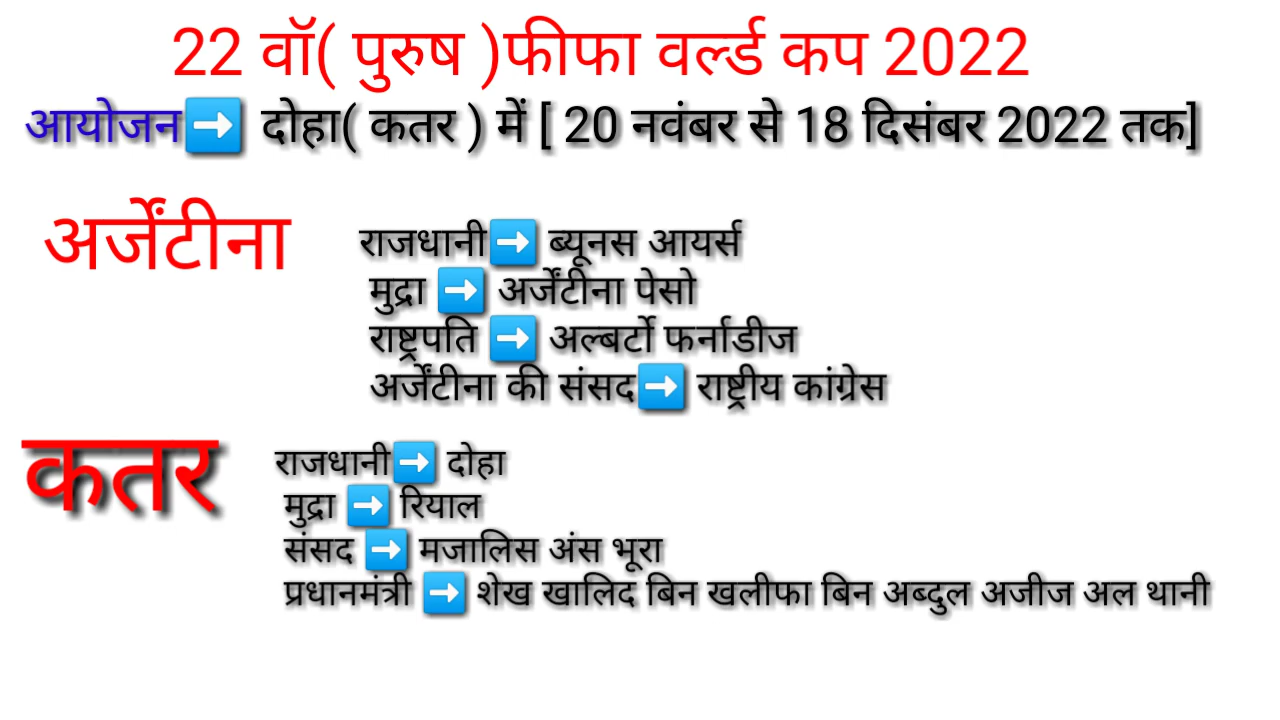 22 वॉ( पुरुष )फीफा वर्ल्ड कप 2022
आयोजन➡️ दोहा( कतर ) में [ 20 नवंबर से 18 दिसंबर 2022 तक]
अर्जेंटीना
राजधानी➡️ ब्यूनस आयर्स
मुद्रा ➡️ अर्जेंटीना पेसो
राष्ट्रपति ➡️ अल्बर्टो फर्नाडीज
अर्जेंटीना की संसद➡️ राष्ट्रीय कांग्रेस
कतर
राजधानी➡️ दोहा
मुद्रा ➡️ रियाल
संसद ➡️ मजालिस अंस भूरा
प्रधानमंत्री ➡️ शेख खालिद बिन खलीफा बिन अब्दुल अजीज अल थानी